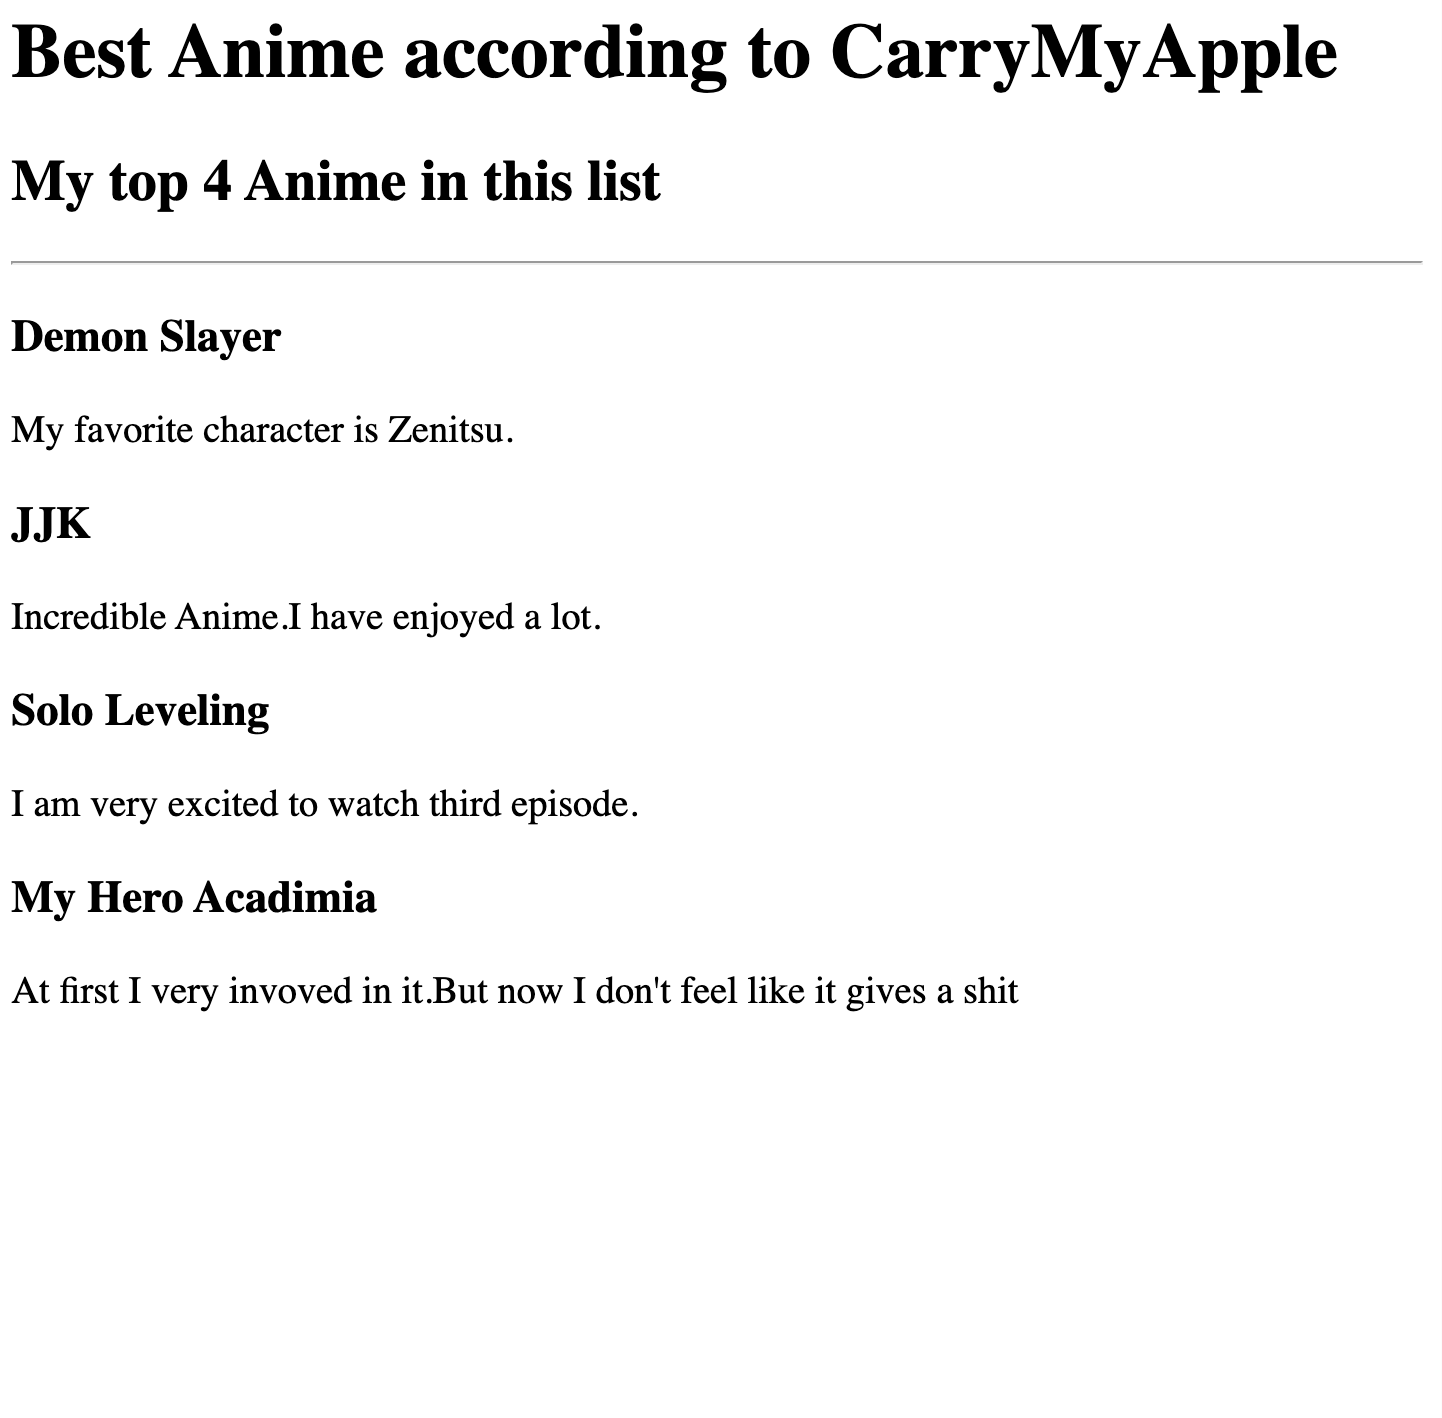 Best Anime according to CarryMyApple
My top 4 Anime in this list
Demon Slayer
My favorite character is Zenitsu.
JJK
Incredible Anime.I have enjoyed a lot.
Solo Leveling
I am very excited to watch third episode.
My Hero Acadimia
At first I very invoved in it.But now I don't feel like it gives a shit